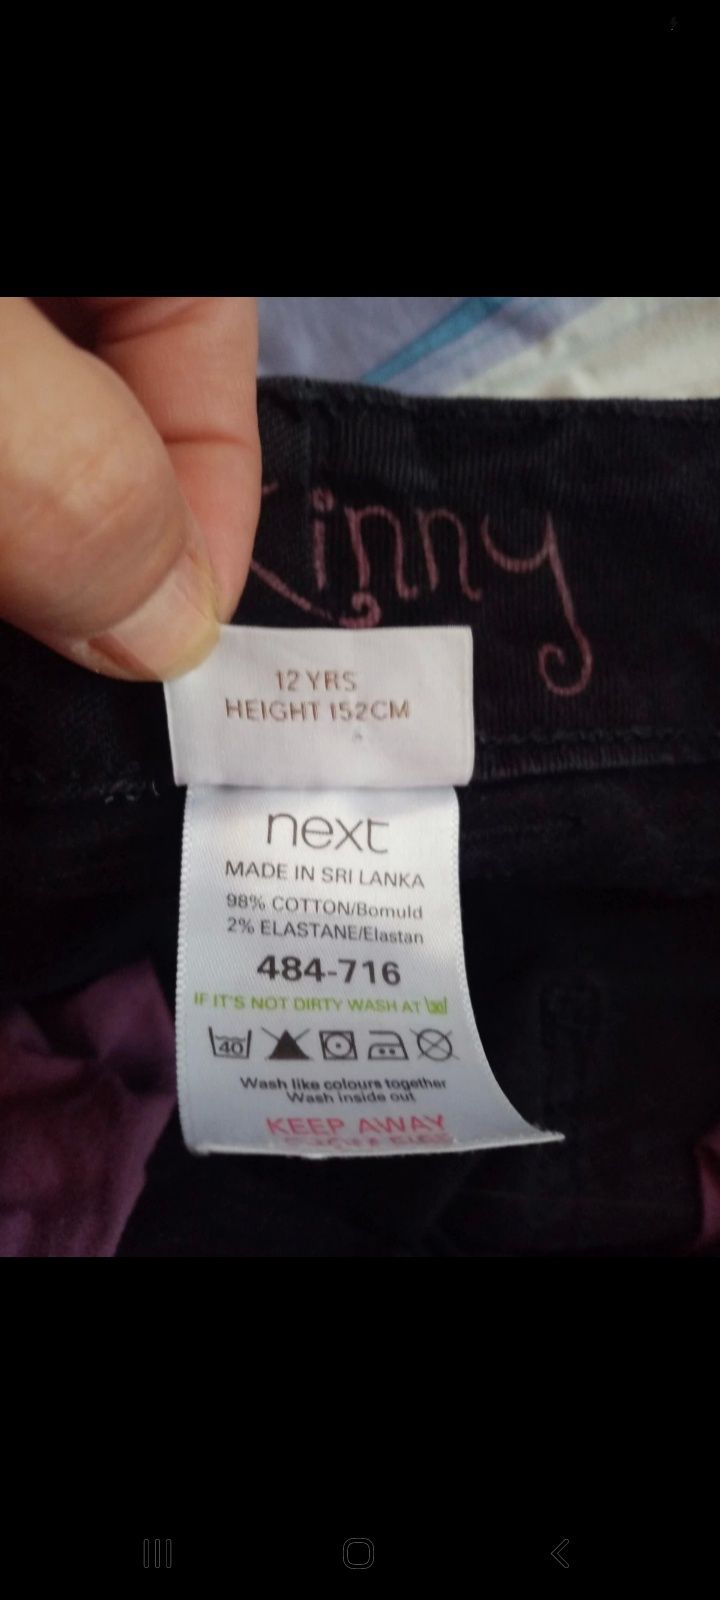 kinny
12 YRS
HEIGHT 152CM
next
MADE IN SRI LANKA
98% COTTON/Bomuld
2% ELASTANE/Elastan
484-716
IF IT'S NOT DIRTY WASH AT 30
40
Wash like colours together
Wash inside out
KEEP AWAY